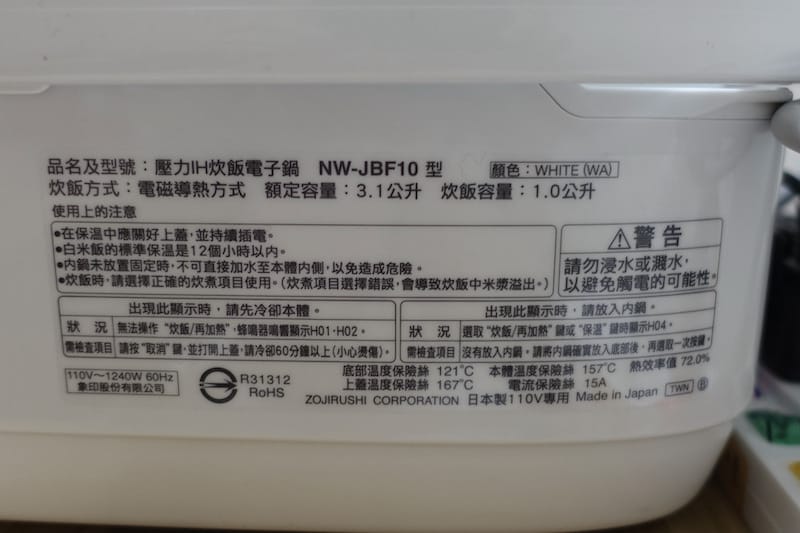 品名及型號：壓力IH炊飯電子鍋 NW-JBF10 型 顏色：WHITE (WA)
炊飯方式：電磁導熱方式 額定容量：3.1公升 炊飯容量：1.0公升
使用上的注意
•在保溫中應關好上蓋，並持續插電。
•白米飯的標準保溫是12個小時以內。
•內鍋未放置固定時，不可直接加水至本體內側，以免造成危險。
•炊飯時，請選擇正確的炊煮項目使用。（炊煮項目選擇錯誤，會導致炊飯中米漿溢出。）
⚠警告
請勿浸水或濺水，
以避免觸電的可能性。
出現此顯示時，請先冷卻本體。
狀況 無法操作“炊飯/再加熱”，蜂鳴器鳴響顯示H01、H02。
需檢查項目 請按“取消”鍵，並打開上蓋，請冷卻60分鐘以上（小心燙傷）。
出現此顯示時，請放入內鍋。
狀況 選取“炊飯/再加熱”鍵或“保溫”鍵時顯示H04。
需檢查項目 沒有放入內鍋。請將內鍋確實放入底部後，再選取一次按鍵。
110V～1240W 60Hz
象印股份有限公司
R31312
RoHS
底部溫度保險絲 121℃ 本體溫度保險絲 157℃ 熱效率值 72.0%
上蓋溫度保險絲 167℃ 電流保險絲 15A
ZOJIRUSHI CORPORATION 日本製110V專用 Made in Japan TWN Ⓑ